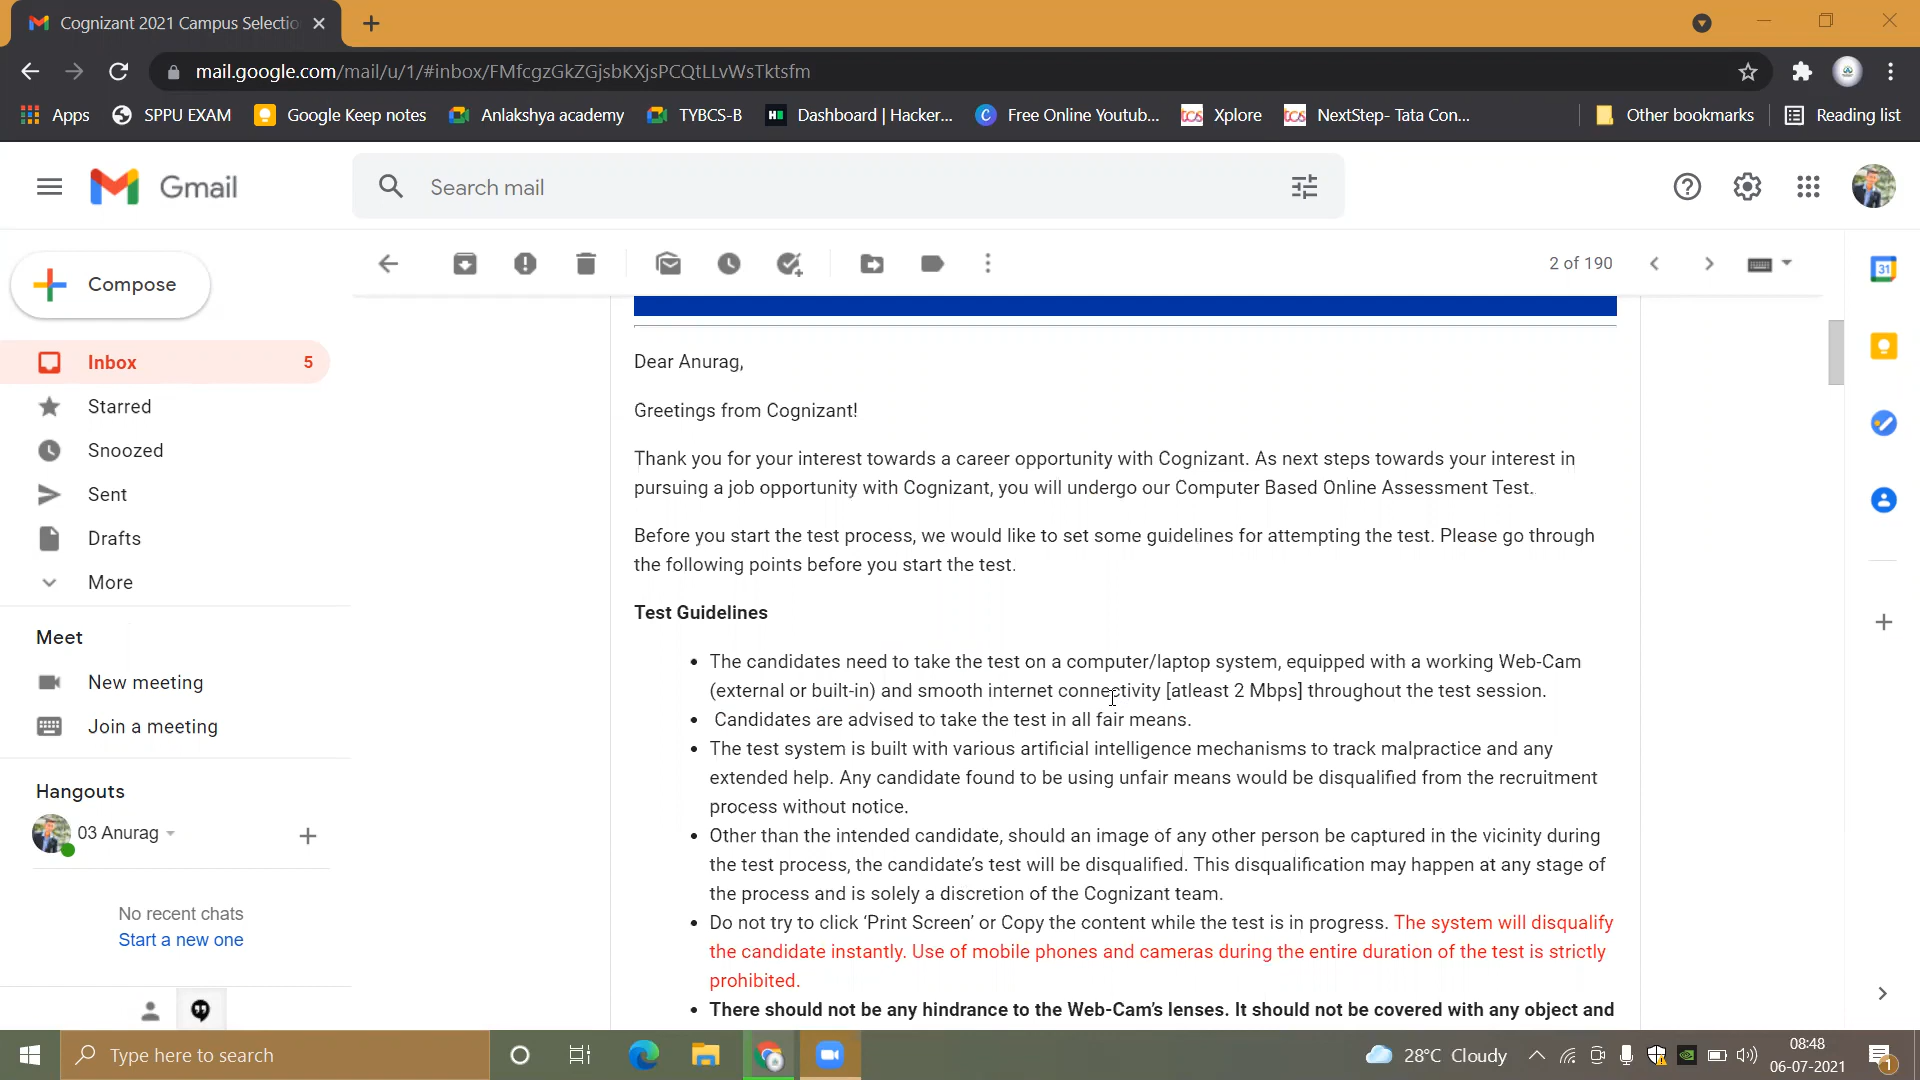 Cognizant 2021 Campus Selectio
mail.google.com/mail/u/1/#inbox/FMfcgzGkZGjsbKXjsPCQtLLvWsTktsfm
Apps SPPU EXAM Google Keep notes Anlakshya academy TYBCS-B Dashboard | Hacker... Free Online Youtub... Xplore NextStep- Tata Con... Other bookmarks Reading list
Gmail Search mail
Compose 2 of 190
31
Inbox 5
Starred
Snoozed
Sent
Drafts
More
Meet
New meeting
Join a meeting
Hangouts
03 Anurag
No recent chats
Start a new one
Dear Anurag,
Greetings from Cognizant!
Thank you for your interest towards a career opportunity with Cognizant. As next steps towards your interest in
pursuing a job opportunity with Cognizant, you will undergo our Computer Based Online Assessment Test.
Before you start the test process, we would like to set some guidelines for attempting the test. Please go through
the following points before you start the test.
Test Guidelines
• The candidates need to take the test on a computer/laptop system, equipped with a working Web-Cam
(external or built-in) and smooth internet connectivity [atleast 2 Mbps] throughout the test session.
• Candidates are advised to take the test in all fair means.
• The test system is built with various artificial intelligence mechanisms to track malpractice and any
extended help. Any candidate found to be using unfair means would be disqualified from the recruitment
process without notice.
• Other than the intended candidate, should an image of any other person be captured in the vicinity during
the test process, the candidate’s test will be disqualified. This disqualification may happen at any stage of
the process and is solely a discretion of the Cognizant team.
• Do not try to click ‘Print Screen’ or Copy the content while the test is in progress. The system will disqualify
the candidate instantly. Use of mobile phones and cameras during the entire duration of the test is strictly
prohibited.
• There should not be any hindrance to the Web-Cam’s lenses. It should not be covered with any object and
Type here to search
28°C Cloudy
08:48
06-07-2021
1